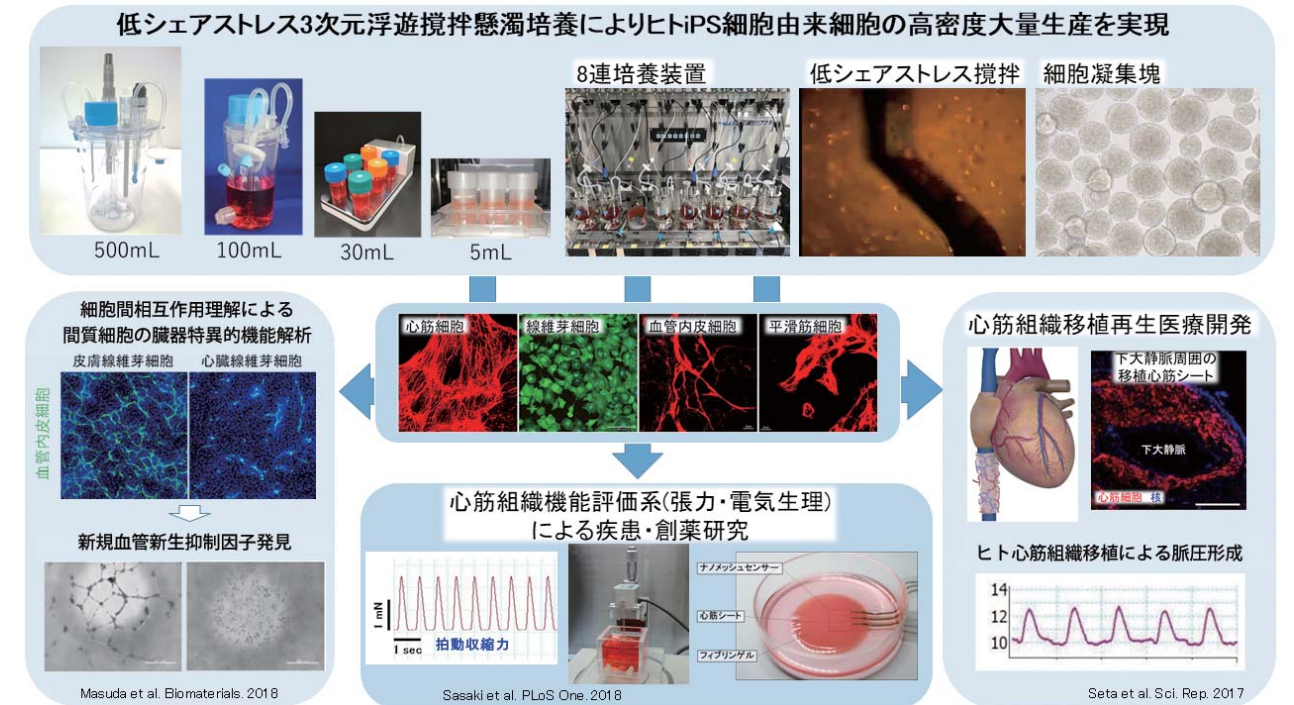 低シェアストレス3次元浮遊撹拌懸濁培養によりヒトiPS細胞由来細胞の高密度大量生産を実現
8連培養装置
低シェアストレス撹拌
細胞凝集塊
500mL
100mL
30mL
5mL
細胞間相互作用理解による
間質細胞の臓器特異的機能解析
皮膚線維芽細胞
心臓線維芽細胞
血管内皮細胞
新規血管新生抑制因子発見
Masuda et al. Biomaterials. 2018
心筋細胞
線維芽細胞
血管内皮細胞
平滑筋細胞
心筋組織機能評価系(張力・電気生理)
による疾患・創薬研究
1 mN
1 sec
拍動収縮力
ナノメッシュセンサー
心筋シート
フィブリンゲル
Sasaki et al. PLoS One. 2018
心筋組織移植再生医療開発
下大静脈周囲の
移植心筋シート
下大静脈
心筋細胞 核
ヒト心筋組織移植による脈圧形成
14
12
10
Seta et al. Sci. Rep. 2017